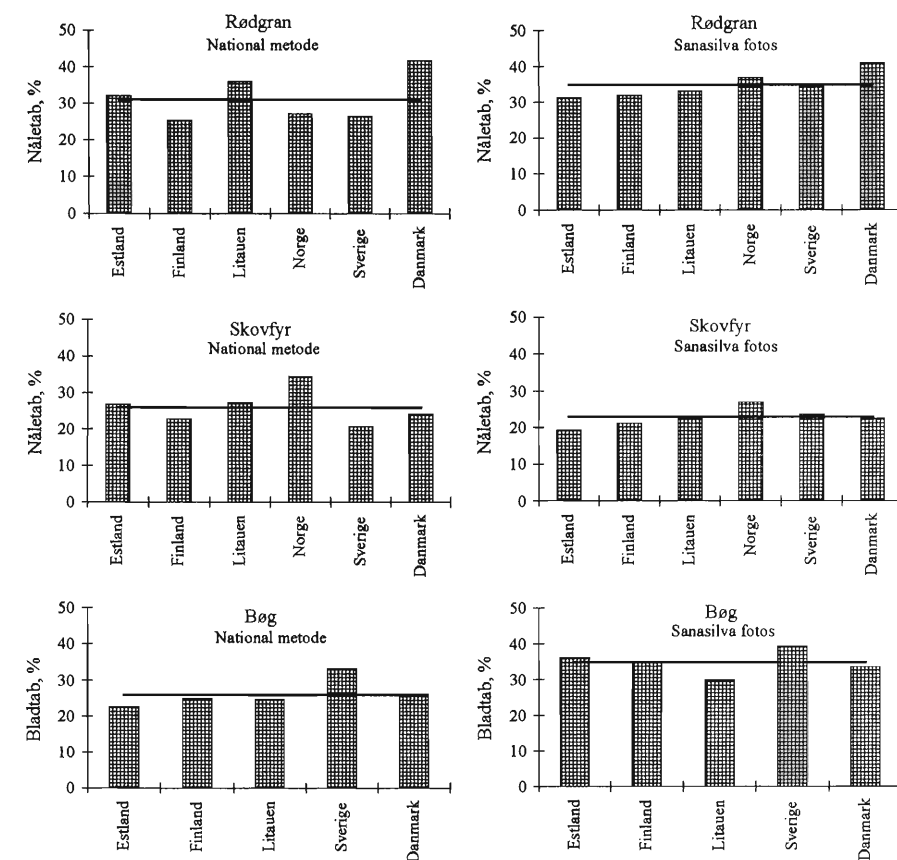 Rødgran
National metode
Nåletab, %
50
40
30
20
10
0
Estland
Finland
Litauen
Norge
Sverige
Danmark
Rødgran
Sanasilva fotos
Nåletab, %
50
40
30
20
10
0
Estland
Finland
Litauen
Norge
Sverige
Danmark
Skovfyr
National metode
Nåletab, %
50
40
30
20
10
0
Estland
Finland
Litauen
Norge
Sverige
Danmark
Skovfyr
Sanasilva fotos
Nåletab, %
50
40
30
20
10
0
Estland
Finland
Litauen
Norge
Sverige
Danmark
Bøg
National metode
Bladtab, %
50
40
30
20
10
0
Estland
Finland
Litauen
Sverige
Danmark
Bøg
Sanasilva fotos
Bladtab, %
50
40
30
20
10
0
Estland
Finland
Litauen
Sverige
Danmark